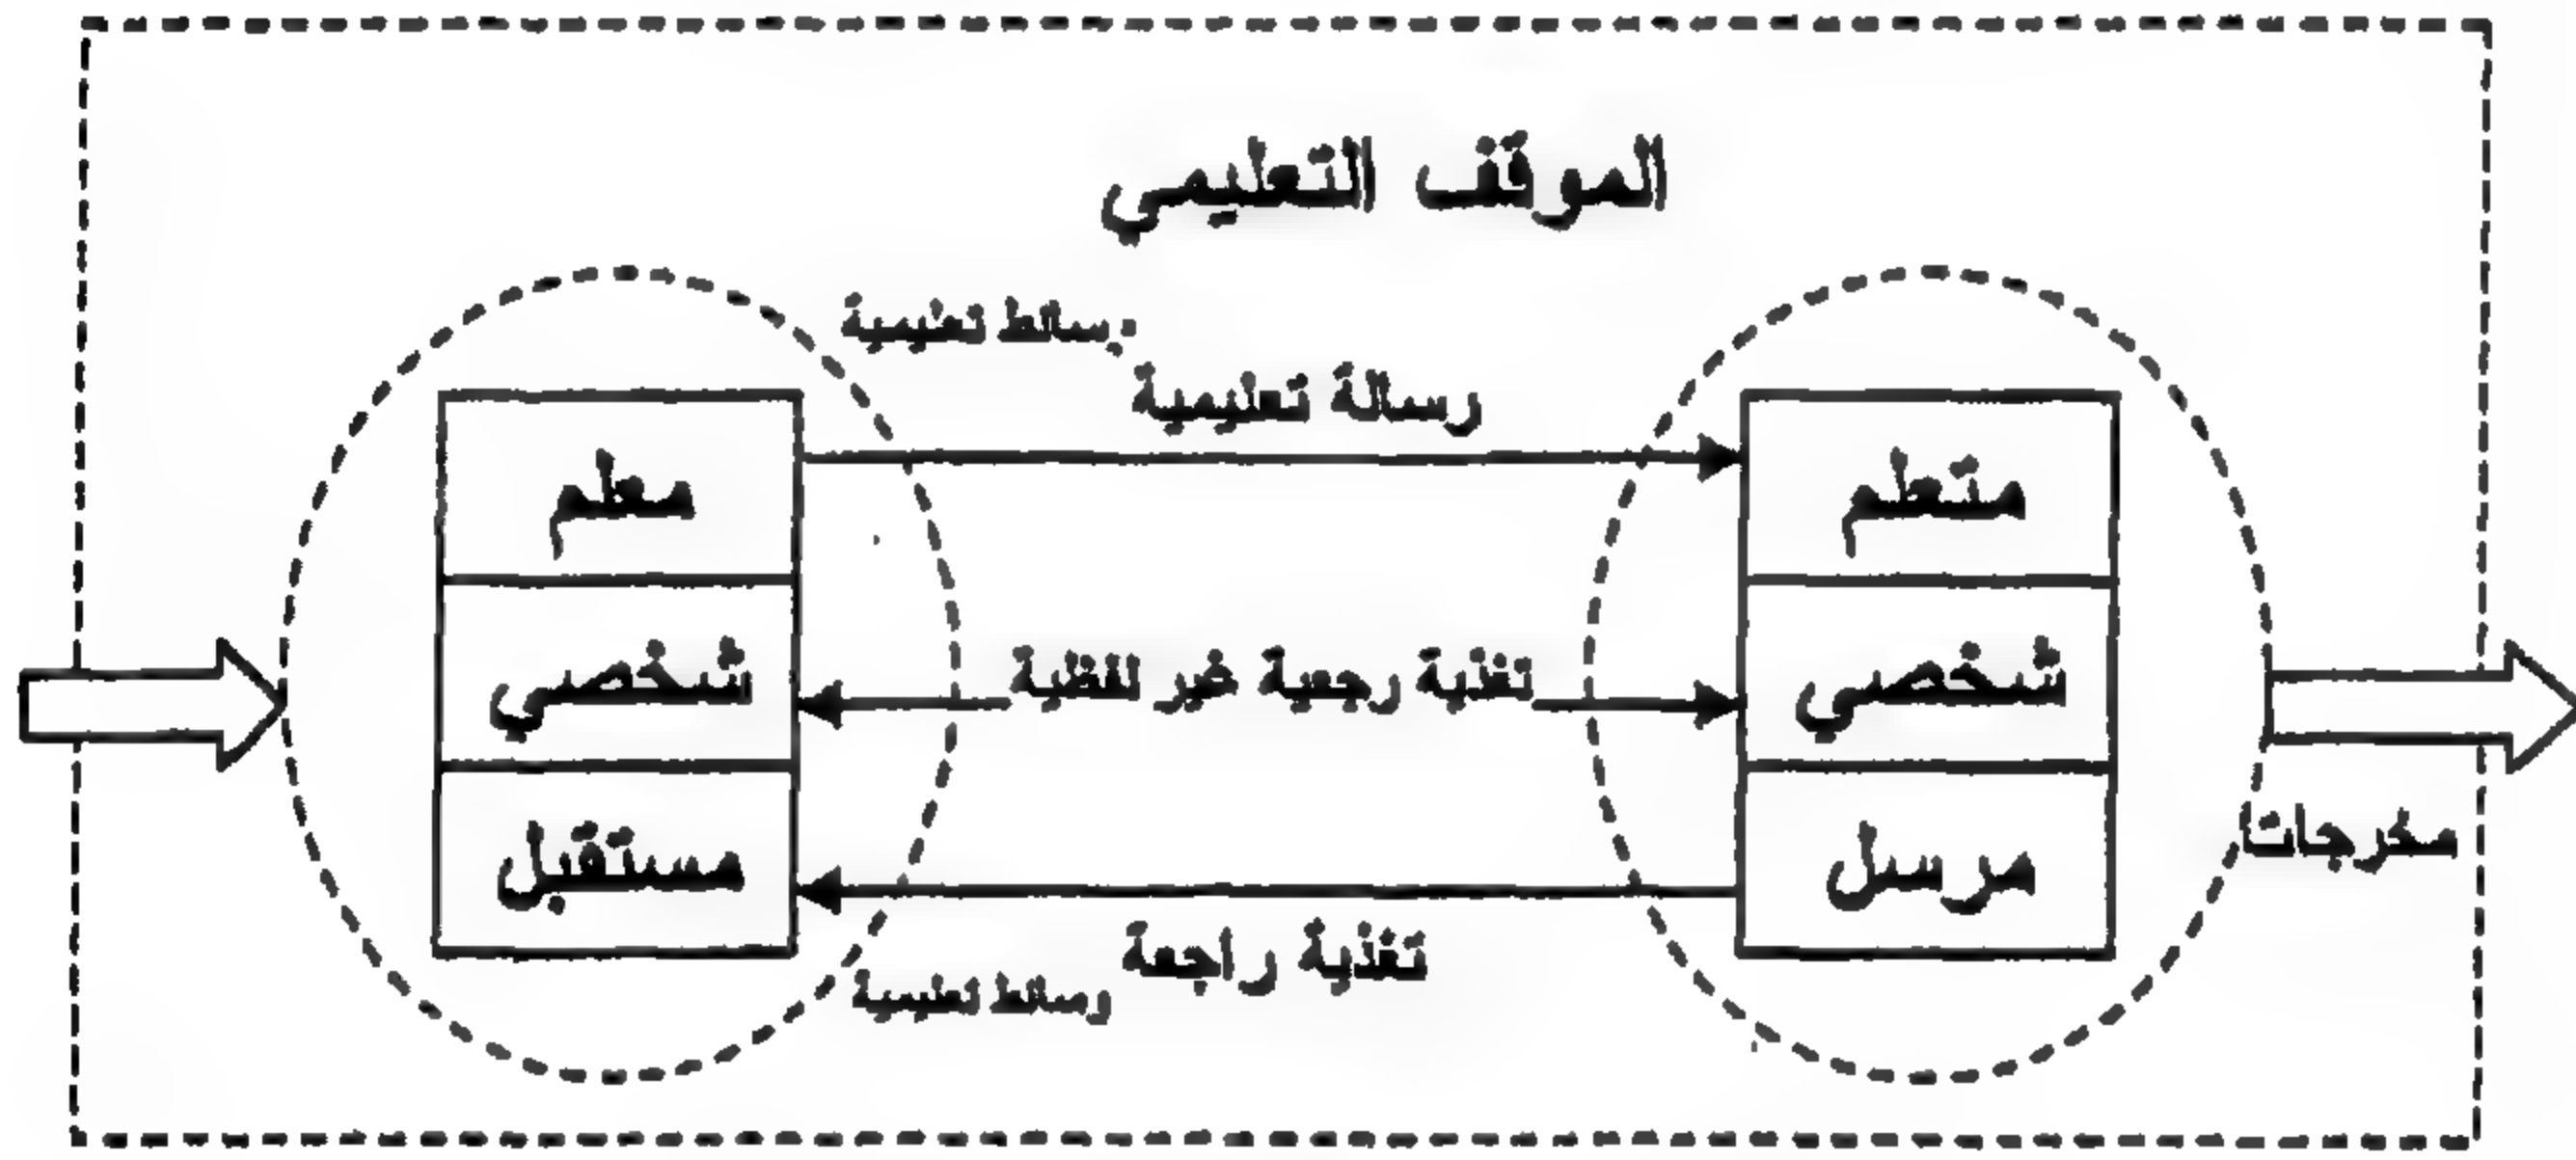 الموقف التعليمي
وسائط تعليمية
رسالة تعليمية
متعلم
معلم
تغذية رجعية غير لفظية
شخصي
شخصي
مرسل
مستقبل
مخرجات
تغذية راجعة
وسائط تعليمية